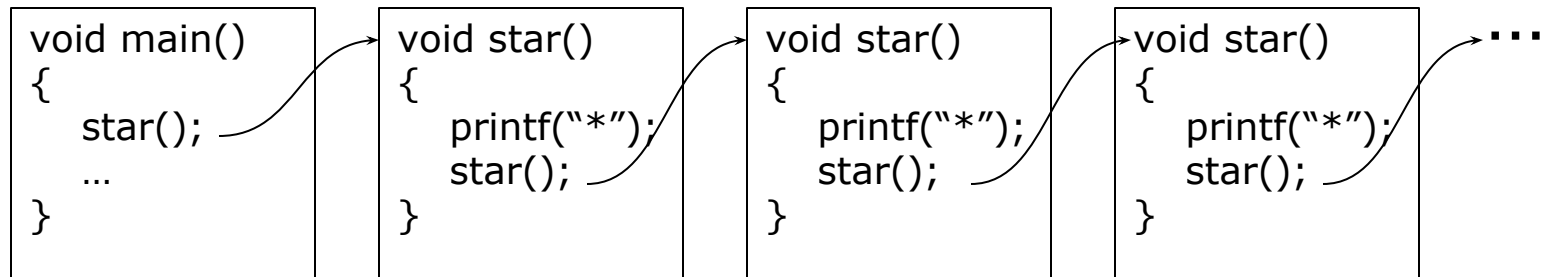 void main()
{
star();
…
}
void star()
{
printf(“*”);
star();
}
void star()
{
printf(“*”);
star();
}
void star()
{
printf(“*”);
star();
}
…